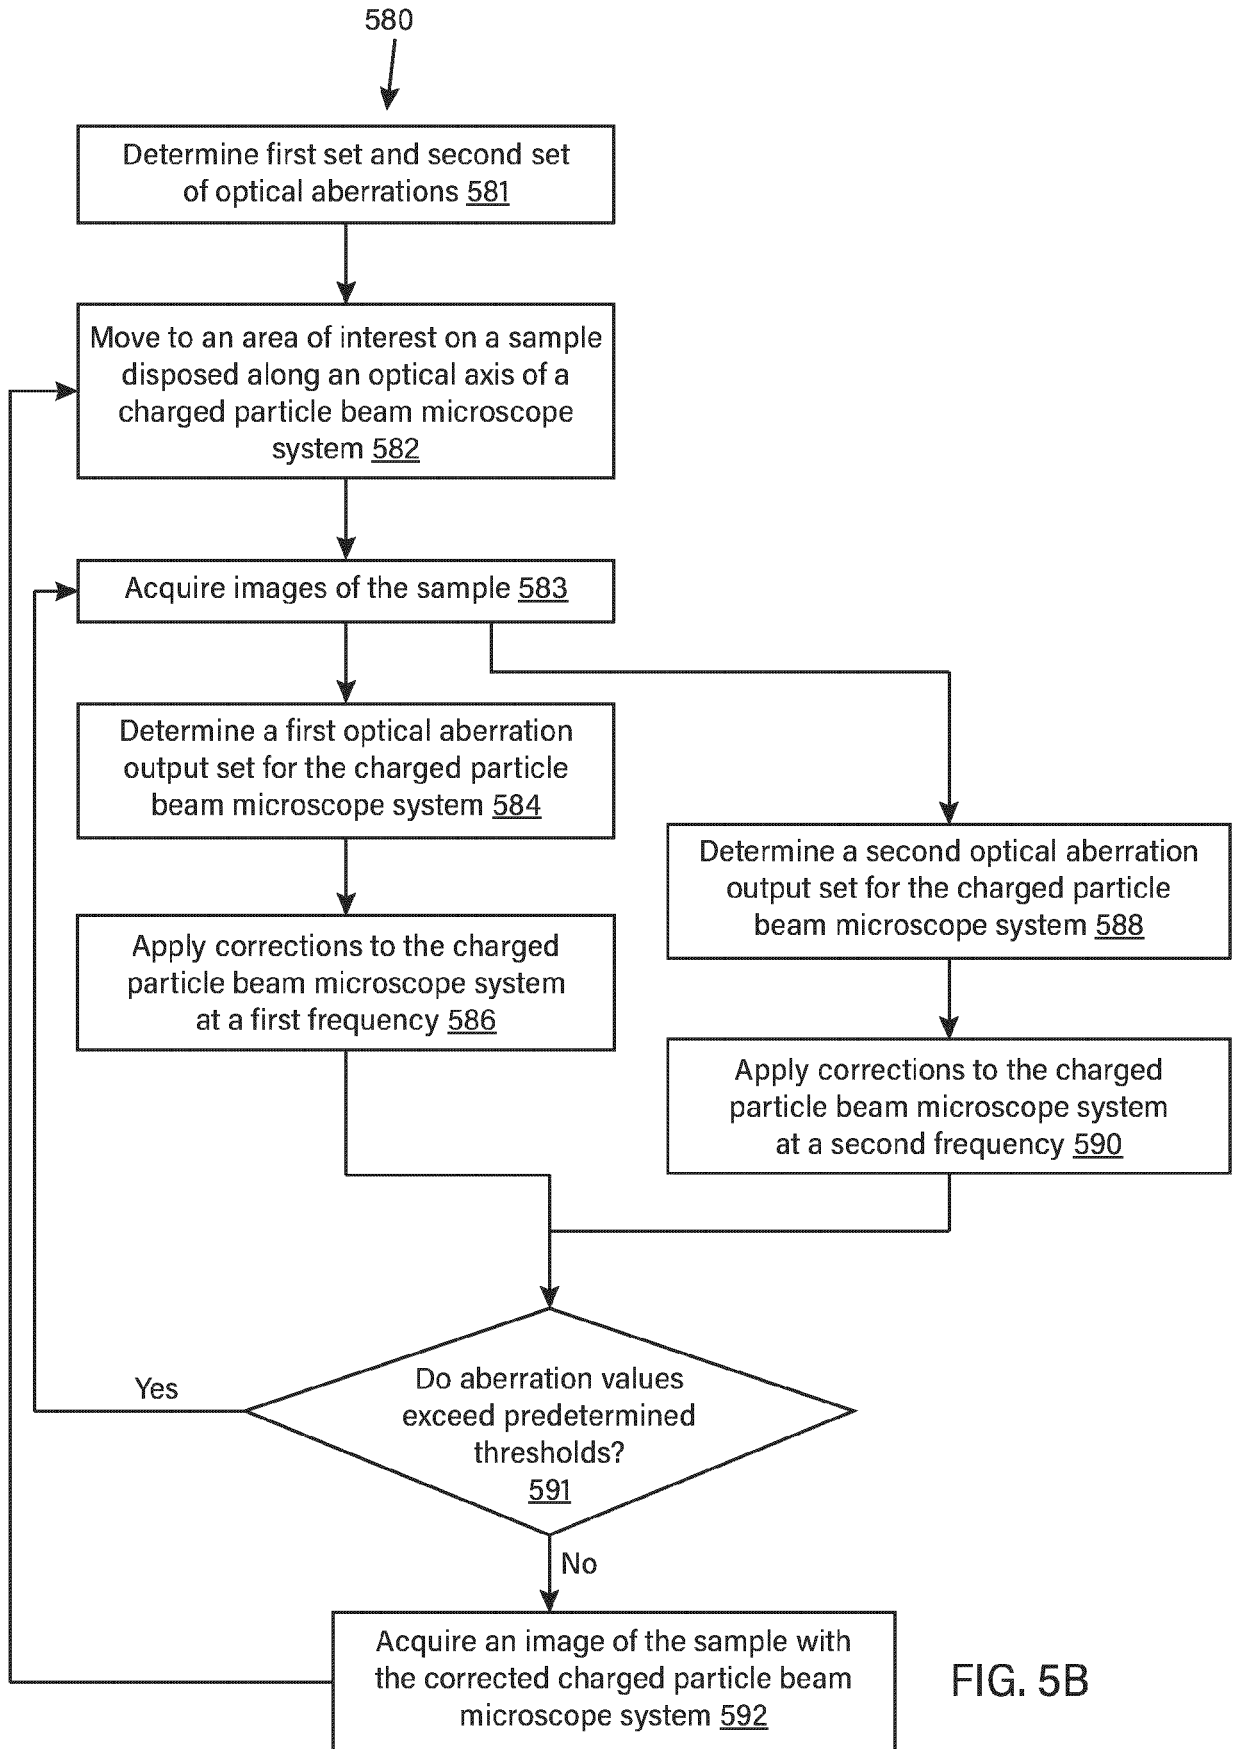 580
Determine first set and second set
of optical aberrations 581
Move to an area of interest on a sample
disposed along an optical axis of a
charged particle beam microscope
system 582
Acquire images of the sample 583
Determine a first optical aberration
output set for the charged particle
beam microscope system 584
Determine a second optical aberration
output set for the charged particle
beam microscope system 588
Apply corrections to the charged
particle beam microscope system
at a first frequency 586
Apply corrections to the charged
particle beam microscope system
at a second frequency 590
Yes
Do aberration values
exceed predetermined
thresholds?
591
No
Acquire an image of the sample with
the corrected charged particle beam
microscope system 592
FIG. 5B